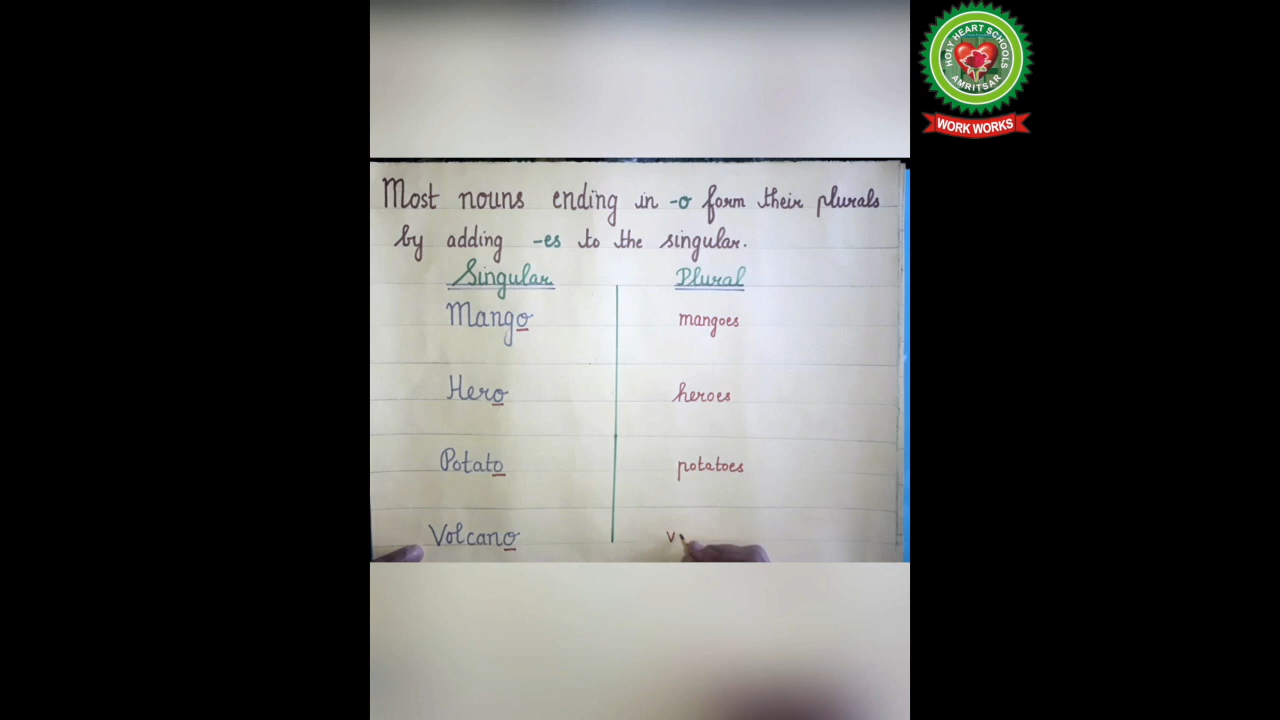 HOLY HEART SCHOOLS
AMRITSAR
WORK WORKS
Most nouns ending in -o form their plurals
by adding -es to the singular.
Singular Plural
Mango mangoes
Hero heroes
Potato potatoes
Volcano v